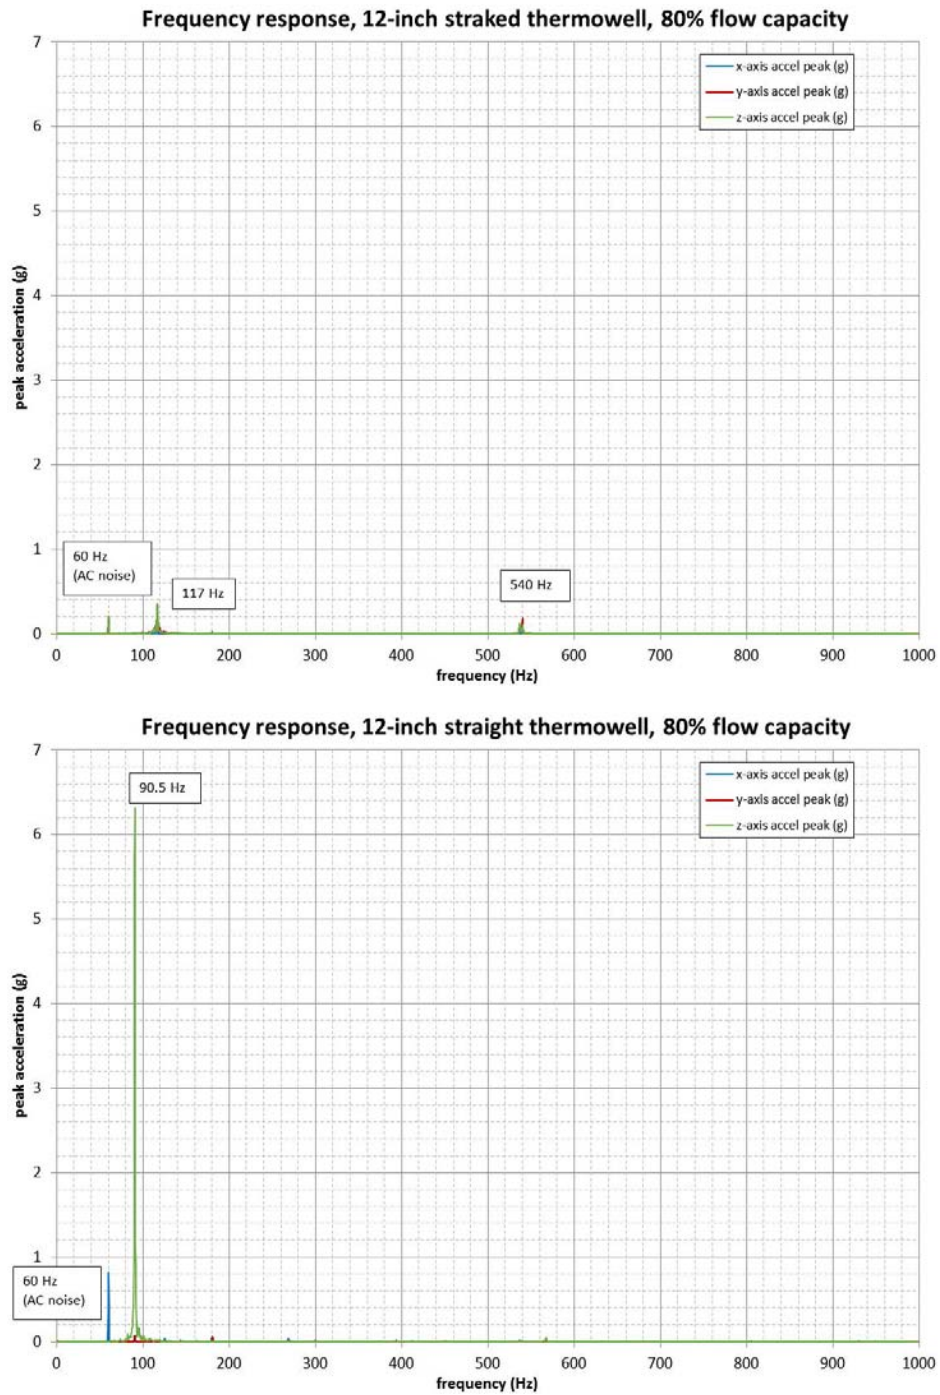 Frequency response, 12-inch straked thermowell, 80% flow capacity
7
x-axis accel peak (g)
y-axis accel peak (g)
z-axis accel peak (g)
6
5
4
3
2
1
0
peak acceleration (g)
60 Hz
(AC noise)
117 Hz
540 Hz
0 100 200 300 400 500 600 700 800 900 1000
frequency (Hz)
Frequency response, 12-inch straight thermowell, 80% flow capacity
7
90.5 Hz
x-axis accel peak (g)
y-axis accel peak (g)
z-axis accel peak (g)
6
5
4
3
2
1
0
peak acceleration (g)
60 Hz
(AC noise)
0 100 200 300 400 500 600 700 800 900 1000
frequency (Hz)